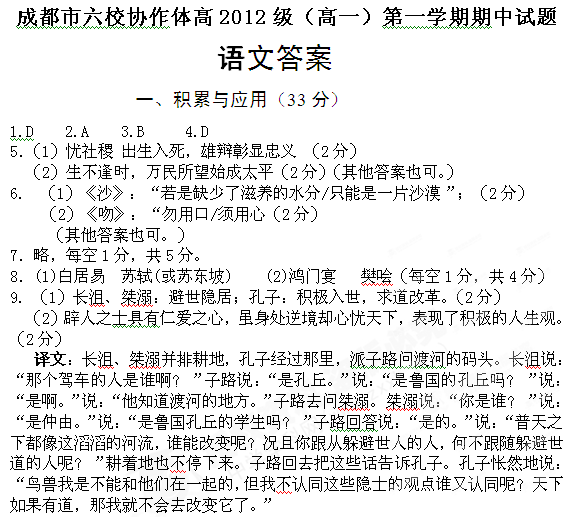 成都市六校协作体高2012级（高一）第一学期期中试题
语文答案
一、积累与应用（33分）
1.D 2.A 3.B 4.D
5.（1）忧社稷 出生入死，雄辩彰显忠义 （2分）
（2）生不逢时，万民所望始成太平（2分）（其他答案也可。）
6. （1）《沙》：“若是缺少了滋养的水分/只能是一片沙漠 ”；（2分）
（2）《吻》：“勿用口/须用心（2分）
（其他答案也可。）
7. 略，每空1分，共5分。
8. (1)白居易 苏轼(或苏东坡) (2)鸿门宴 樊哙（每空1分，共4分）
9. （1）长沮、桀溺：避世隐居；孔子：积极入世，求道改革。（2分）
（2）辟人之士具有仁爱之心，虽身处逆境却心忧天下，表现了积极的人生观。
（2分）
译文：长沮、桀溺并排耕地，孔子经过那里，派子路问渡河的码头。长沮说：
“那个驾车的人是谁啊？ ”子路说：“是孔丘。”说：“是鲁国的孔丘吗？ ”说：
“是啊。”说：“他知道渡河的地方。”子路去问桀溺。桀溺说：“你是谁？ ”说：
“是仲由。”说：“是鲁国孔丘的学生吗？ ”子路回答说：“是的。”说：“普天之
下都像这滔滔的河流，谁能改变呢？况且你跟从躲避世人的人，何不跟随躲避世
道的人呢？ ”耕着地也不停下来。子路回去把这些话告诉孔子。孔子怅然地说：
“鸟兽我是不能和他们在一起的，但我不认同这些隐士的观点谁又认同呢？天下
如果有道，那我就不会去改变它了。”